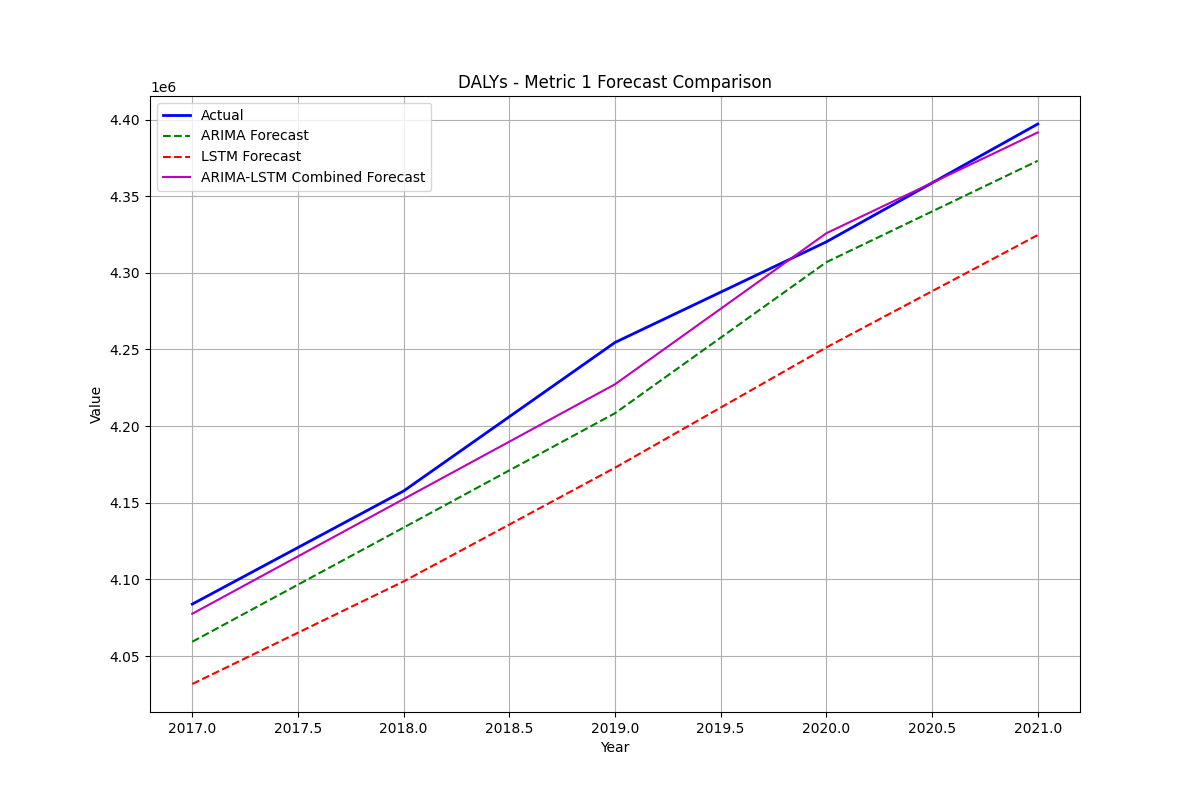 DALYs - Metric 1 Forecast Comparison
1e6
Actual
ARIMA Forecast
LSTM Forecast
ARIMA-LSTM Combined Forecast
4.40
4.35
4.30
4.25
4.20
4.15
4.10
4.05
Value
2017.0 2017.5 2018.0 2018.5 2019.0 2019.5 2020.0 2020.5 2021.0
Year